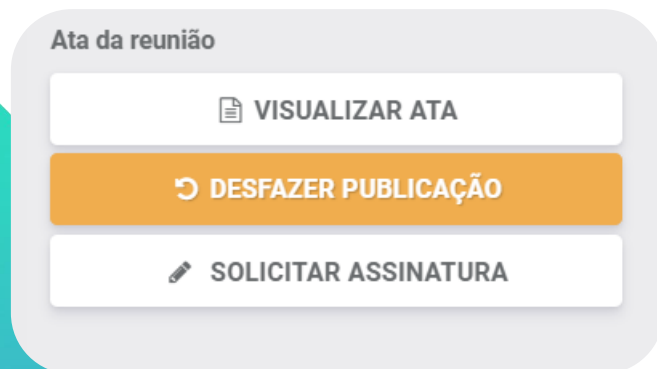 Ata da reunião
VISUALIZAR ATA
DESFAZER PUBLICAÇÃO
SOLICITAR ASSINATURA